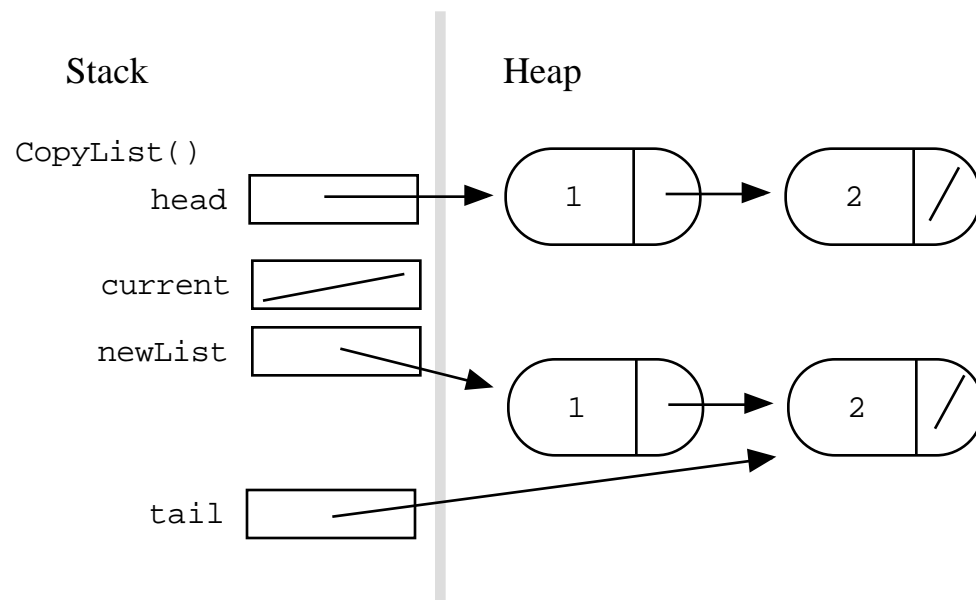 Stack
Heap
CopyList()
head
1
2
current
newList
1
2
tail